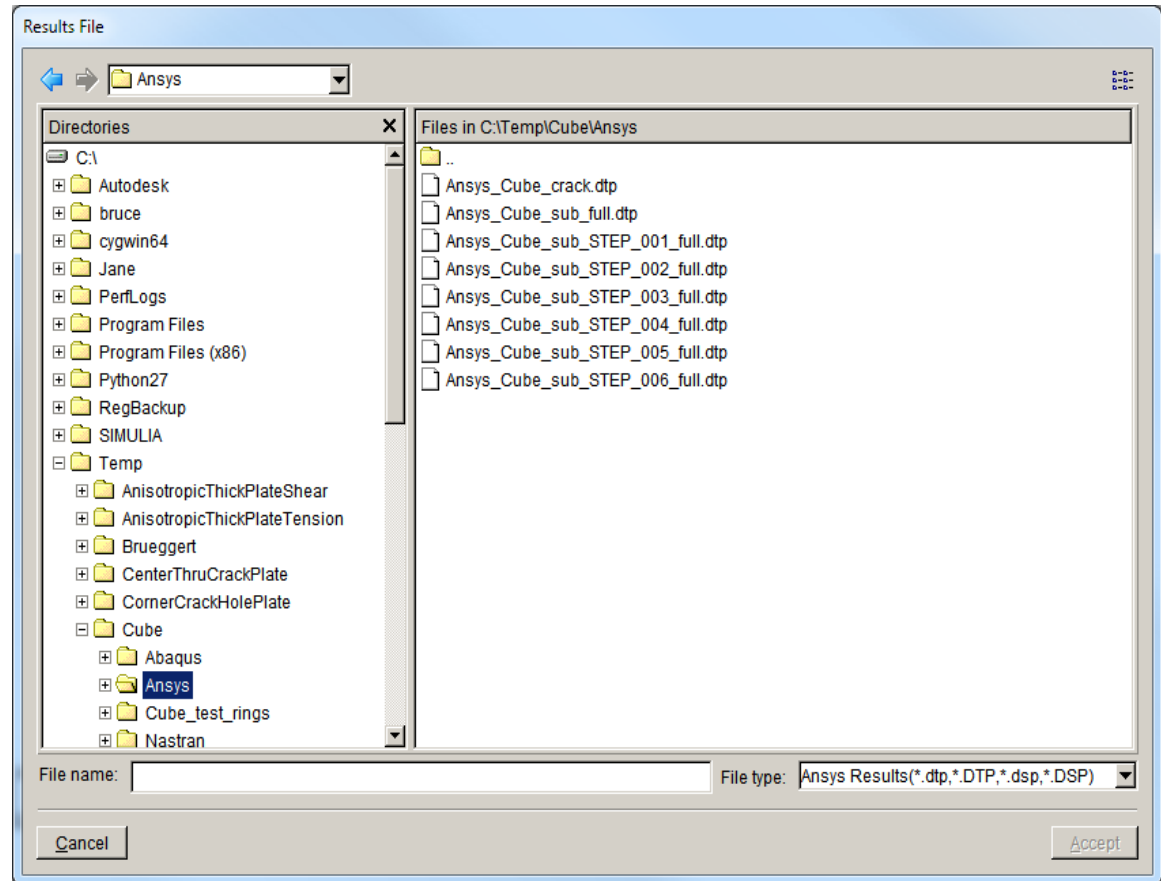 Results File
Ansys
Directories
Files in C:\Temp\Cube\Ansys
C:\
Autodesk
bruce
cygwin64
Jane
PerfLogs
Program Files
Program Files (x86)
Python27
RegBackup
SIMULIA
Temp
AnisotropicThickPlateShear
AnisotropicThickPlateTension
Brueggert
CenterThruCrackPlate
CornerCrackHolePlate
Cube
Abaqus
Ansys
Cube_test_rings
Nastran
..
Ansys_Cube_crack.dtp
Ansys_Cube_sub_full.dtp
Ansys_Cube_sub_STEP_001_full.dtp
Ansys_Cube_sub_STEP_002_full.dtp
Ansys_Cube_sub_STEP_003_full.dtp
Ansys_Cube_sub_STEP_004_full.dtp
Ansys_Cube_sub_STEP_005_full.dtp
Ansys_Cube_sub_STEP_006_full.dtp
File name:
File type: Ansys Results(*.dtp,*.DTP,*.dsp,*.DSP)
Cancel
Accept